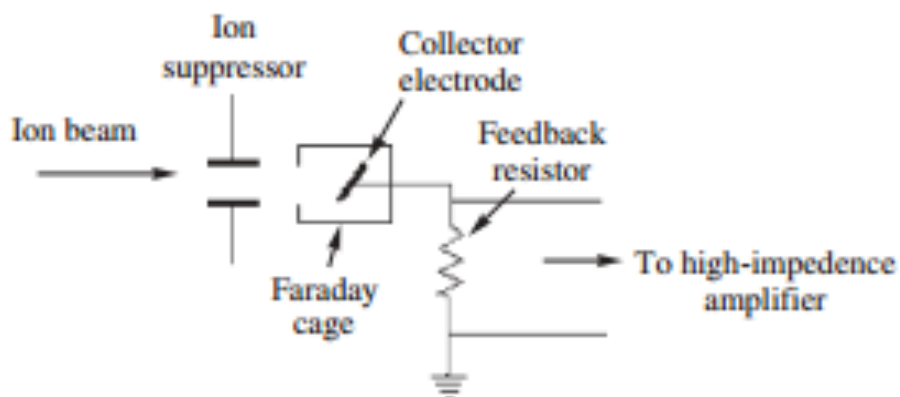 Ion
suppressor
Collector
electrode
Ion beam
Feedback
resistor
Faraday
cage
To high-impedence
amplifier